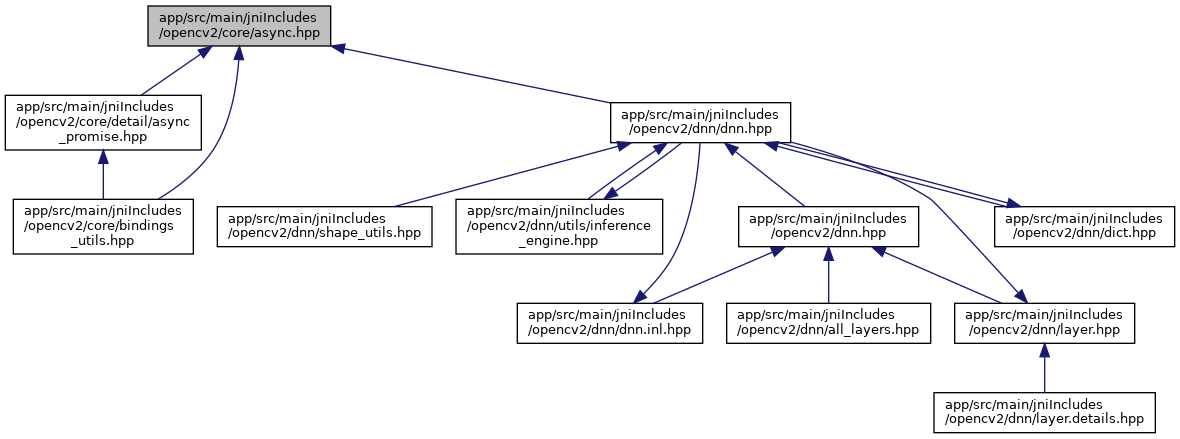 app/src/main/jniIncludes
/opencv2/core/async.hpp
app/src/main/jniIncludes
/opencv2/core/detail/async
_promise.hpp
app/src/main/jniIncludes
/opencv2/dnn/dnn.hpp
app/src/main/jniIncludes
/opencv2/core/bindings
_utils.hpp
app/src/main/jniIncludes
/opencv2/dnn/shape_utils.hpp
app/src/main/jniIncludes
/opencv2/dnn/utils/inference
_engine.hpp
app/src/main/jniIncludes
/opencv2/dnn.hpp
app/src/main/jniIncludes
/opencv2/dnn/dict.hpp
app/src/main/jniIncludes
/opencv2/dnn/dnn.inl.hpp
app/src/main/jniIncludes
/opencv2/dnn/all_layers.hpp
app/src/main/jniIncludes
/opencv2/dnn/layer.hpp
app/src/main/jniIncludes
/opencv2/dnn/layer.details.hpp